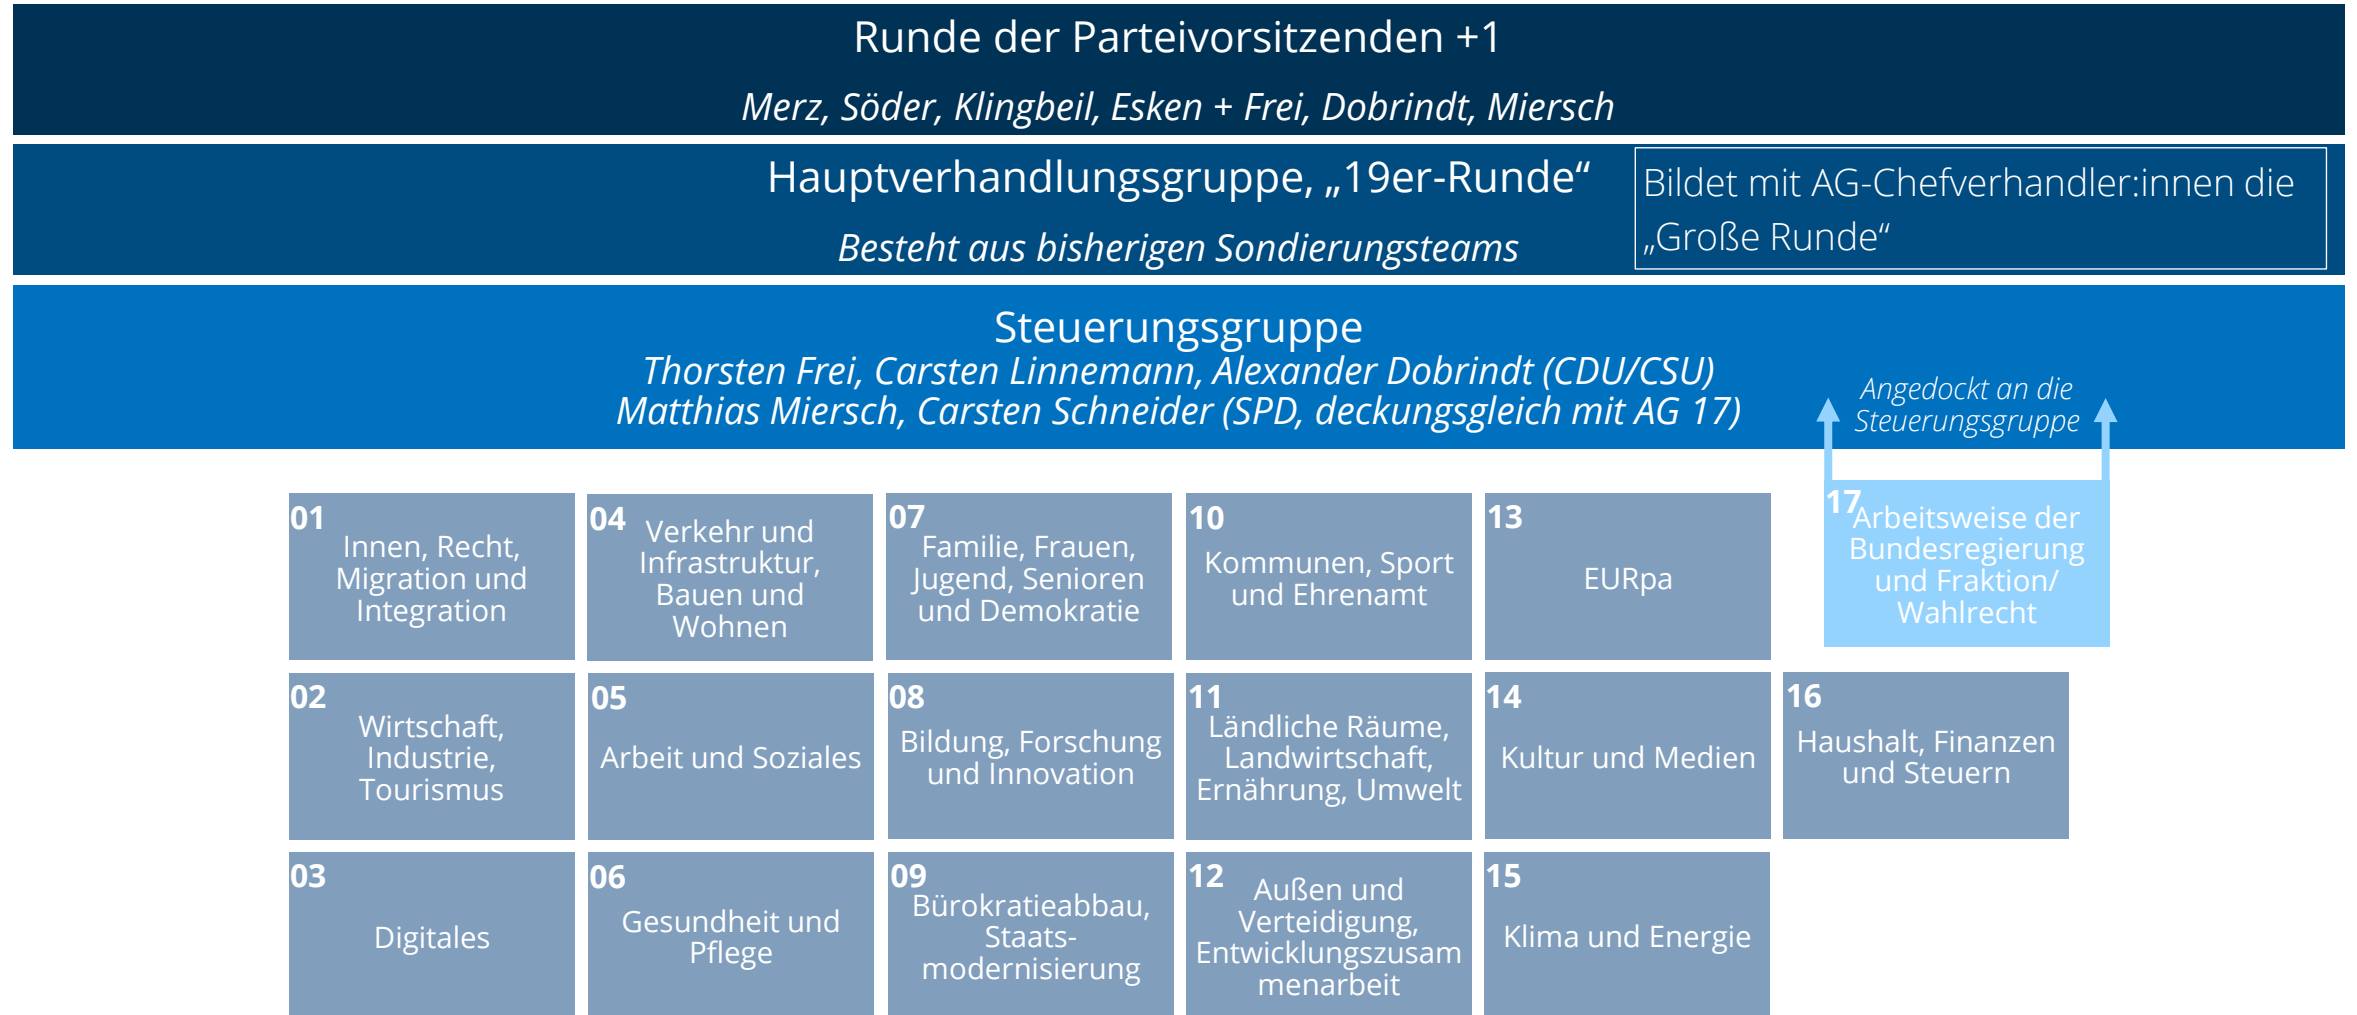 Runde der Parteivorsitzenden +1
Merz, Söder, Klingbeil, Esken + Frei, Dobrindt, Miersch
Hauptverhandlungsgruppe, „19er-Runde“
Besteht aus bisherigen Sondierungsteams
Bildet mit AG-Chefverhandler:innen die
„Große Runde“
Steuerungsgruppe
Thorsten Frei, Carsten Linnemann, Alexander Dobrindt (CDU/CSU)
Matthias Miersch, Carsten Schneider (SPD, deckungsgleich mit AG 17)
Angedockt an die
Steuerungsgruppe
01
Innen, Recht,
Migration und
Integration
04
Verkehr und
Infrastruktur,
Bauen und
Wohnen
07
Familie, Frauen,
Jugend, Senioren
und Demokratie
10
Kommunen, Sport
und Ehrenamt
13
EURpa
17
Arbeitsweise der
Bundesregierung
und Fraktion/
Wahlrecht
02
Wirtschaft,
Industrie,
Tourismus
05
Arbeit und Soziales
08
Bildung, Forschung
und Innovation
11
Ländliche Räume,
Landwirtschaft,
Ernährung, Umwelt
14
Kultur und Medien
16
Haushalt, Finanzen
und Steuern
03
Digitales
06
Gesundheit und
Pflege
09
Bürokratieabbau,
Staats-
modernisierung
12
Außen und
Verteidigung,
Entwicklungszusam
menarbeit
15
Klima und Energie